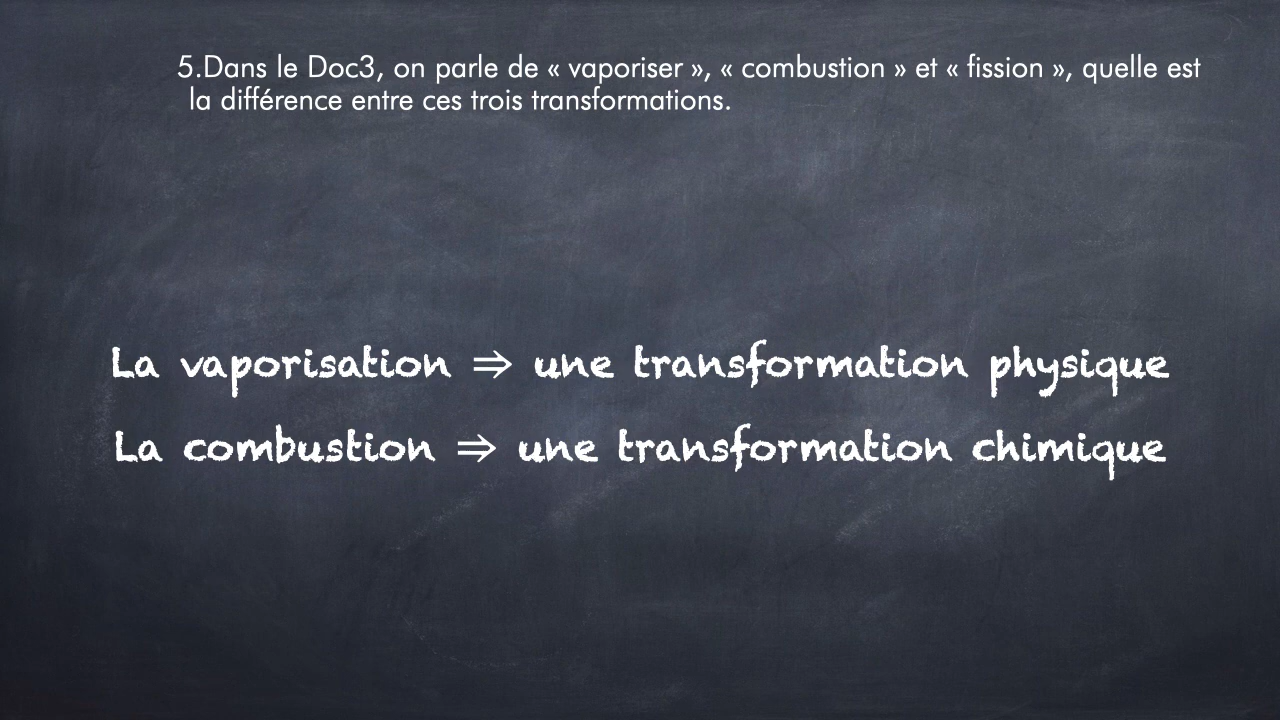 5.Dans le Doc3, on parle de « vaporiser », « combustion » et « fission », quelle est
la différence entre ces trois transformations.
La vaporisation ⇒ une transformation physique
La combustion ⇒ une transformation chimique